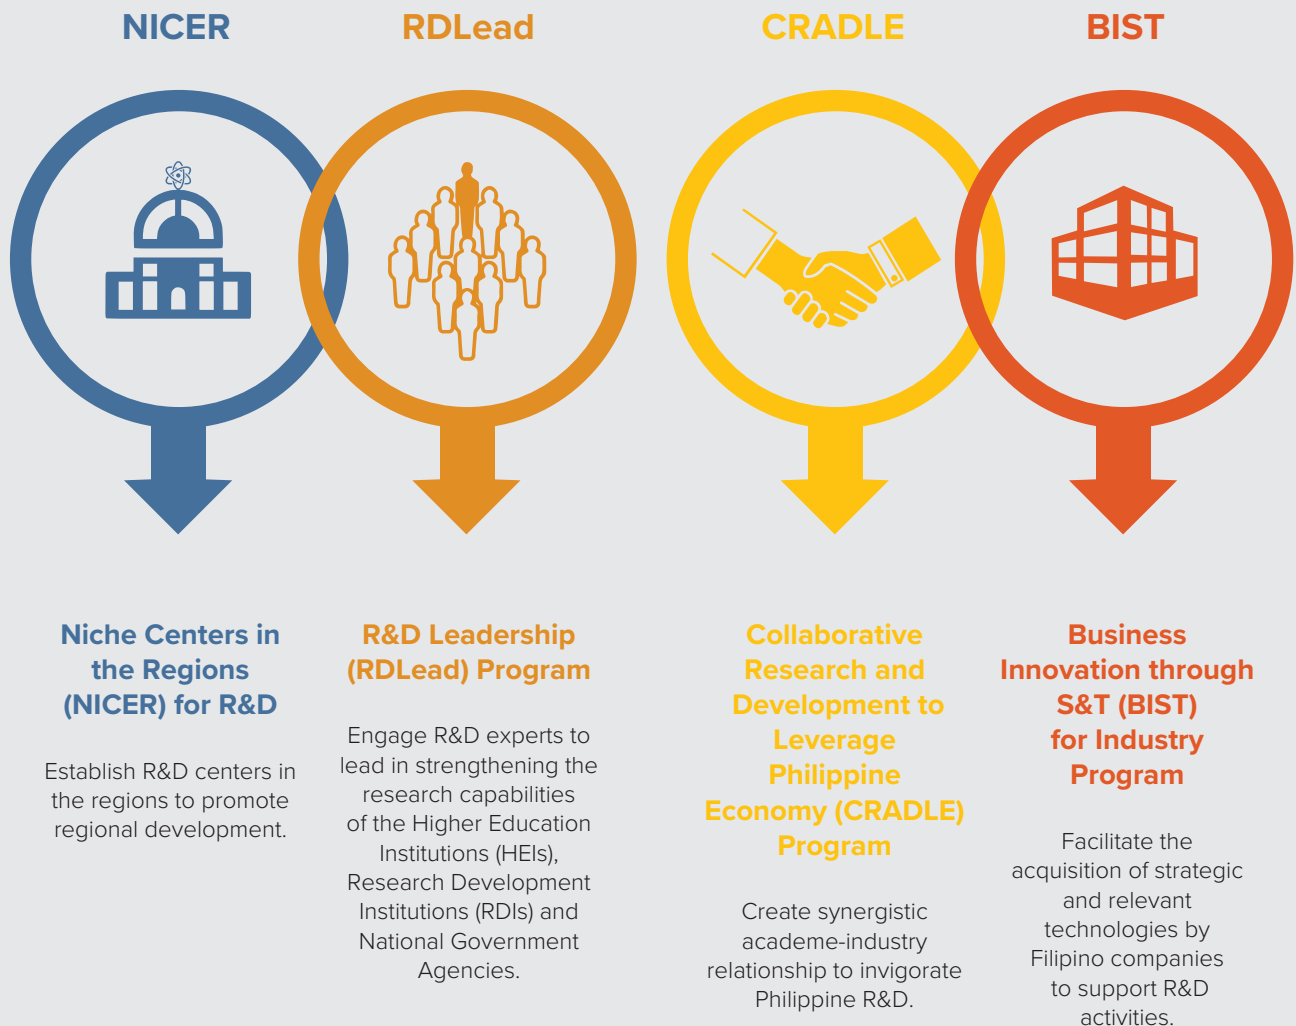 NICER
RDLead
CRADLE
BIST
Niche Centers in
the Regions
(NICER) for R&D
Establish R&D centers in
the regions to promote
regional development.
R&D Leadership
(RDLead) Program
Engage R&D experts to
lead in strengthening the
research capabilities
of the Higher Education
Institutions (HEIs),
Research Development
Institutions (RDIs) and
National Government
Agencies.
Collaborative
Research and
Development to
Leverage
Philippine
Economy (CRADLE)
Program
Create synergistic
academe-industry
relationship to invigorate
Philippine R&D.
Business
Innovation through
S&T (BIST)
for Industry
Program
Facilitate the
acquisition of strategic
and relevant
technologies by
Filipino companies
to support R&D
activities.